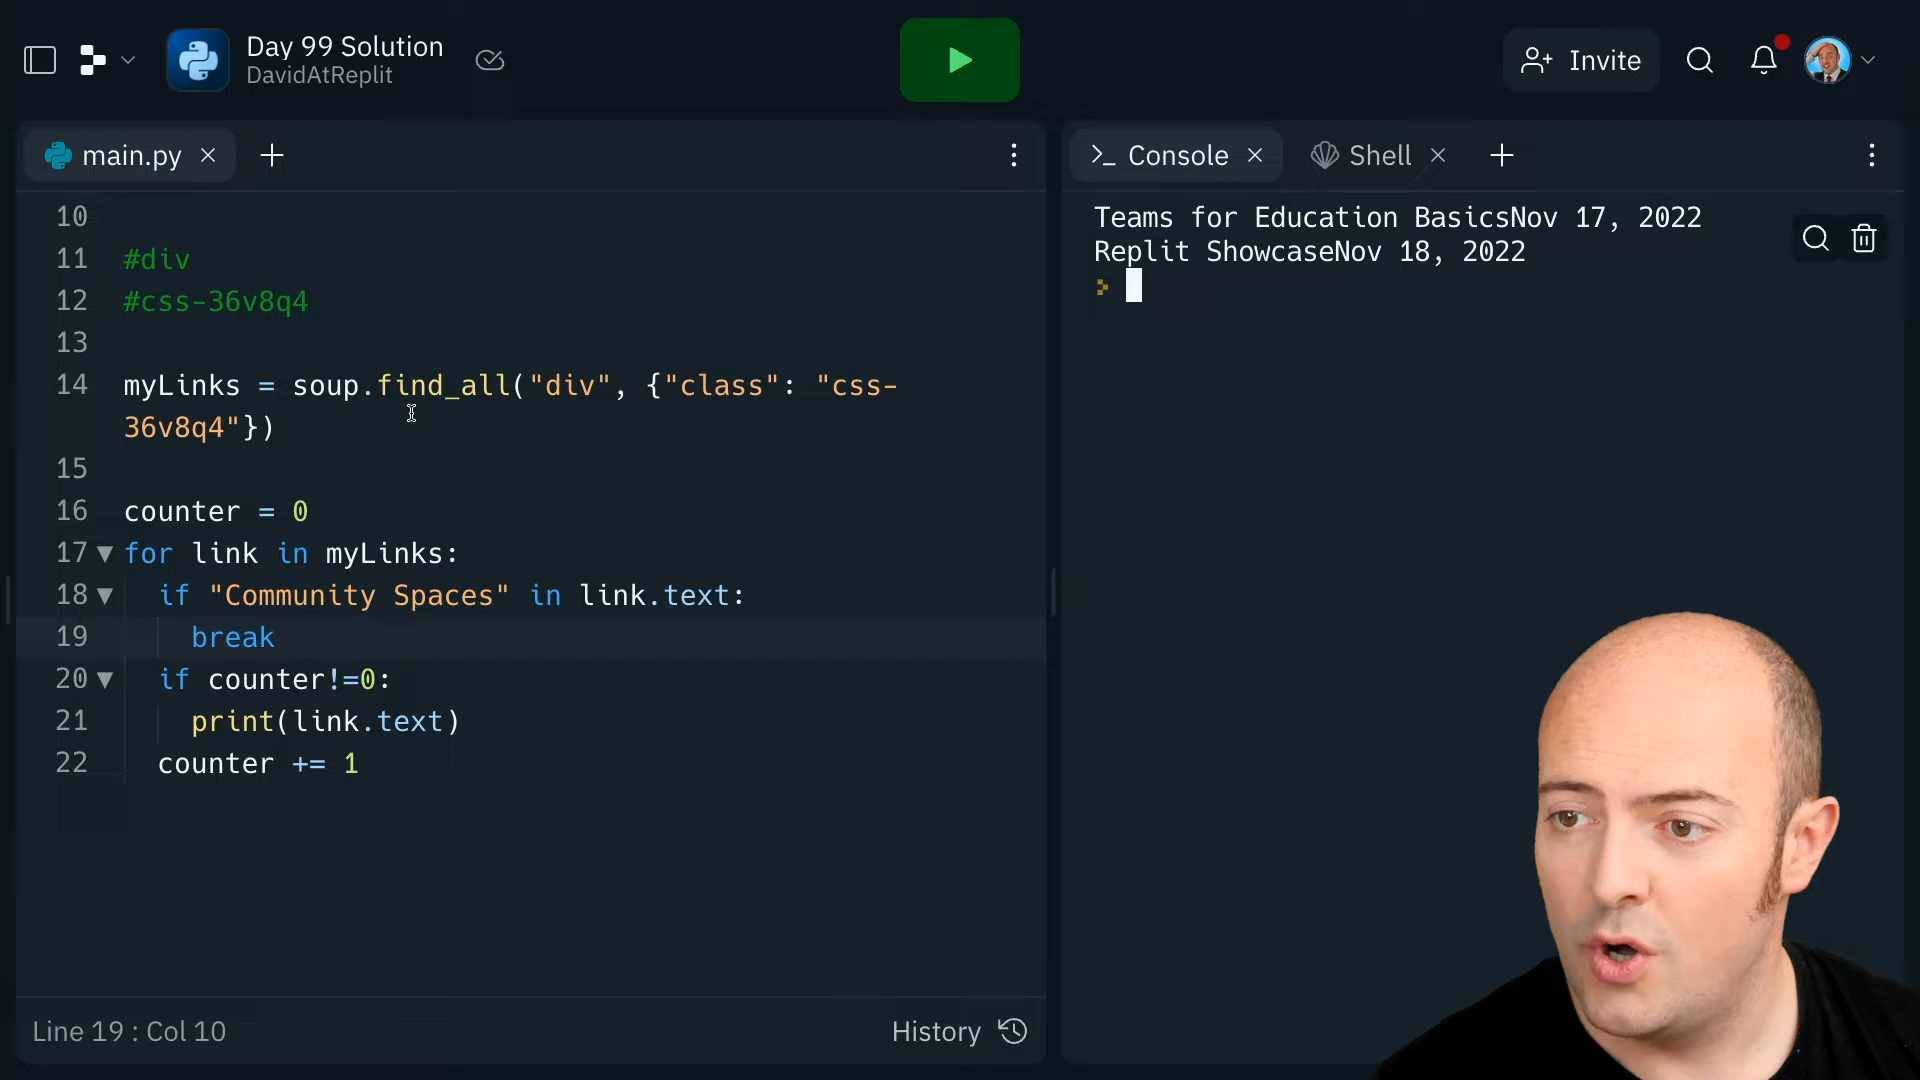 Day 99 Solution
DavidAtReplit
Invite
main.py
10
11 #div
12 #css-36v8q4
13
14 myLinks = soup.find_all("div", {"class": "css-
36v8q4"})
15
16 counter = 0
17 for link in myLinks:
18 if "Community Spaces" in link.text:
19 break
20 if counter!=0:
21 print(link.text)
22 counter += 1
Line 19 : Col 10
History
Console
Shell
Teams for Education BasicsNov 17, 2022
Replit ShowcaseNov 18, 2022